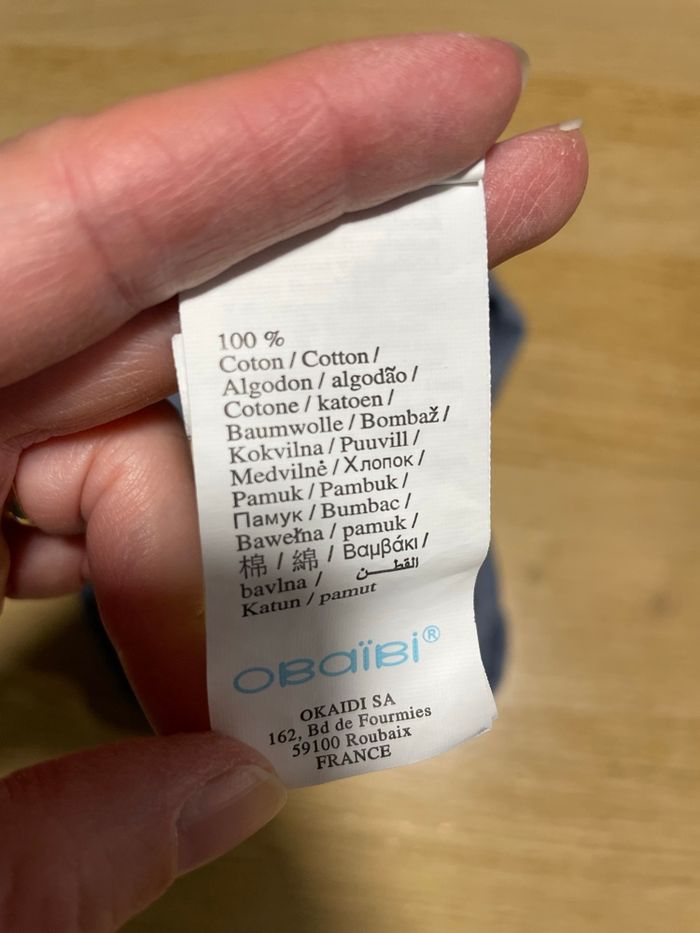 100 %
Coton / Cotton /
Algodon / algodão /
Cotone / katoen /
Baumwolle / Bombaž /
Kokvilna / Puuvill /
Medvilnė / Хлопок /
Pamuk / Pambuk /
Памук / Bumbac /
Bawełna / pamuk /
棉 / 綿 / Βαμβάκι /
bavlna / القطن
Katun / pamut
OBaïBi®
OKAIDI SA
162, Bd de Fourmies
59100 Roubaix
FRANCE